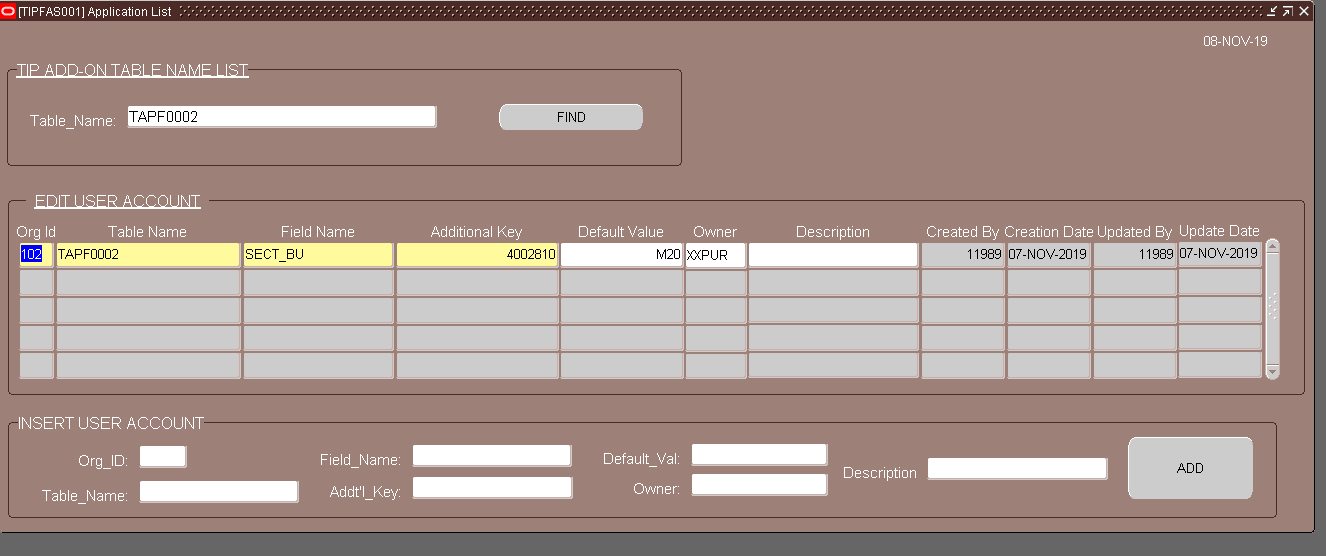 [TIPFAS001] Application List
08-NOV-19
TIP ADD-ON TABLE NAME LIST
Table_Name: TAPF0002 FIND
EDIT USER ACCOUNT
Org Id Table Name Field Name Additional Key Default Value Owner Description Created By Creation Date Updated By Update Date
102 TAPF0002 SECT_BU 4002810 M20 XXPUR 11989 07-NOV-2019 11989 07-NOV-2019
INSERT USER ACCOUNT
Org_ID: Field_Name: Default_Val: Description ADD
Table_Name: Addt'l_Key: Owner: